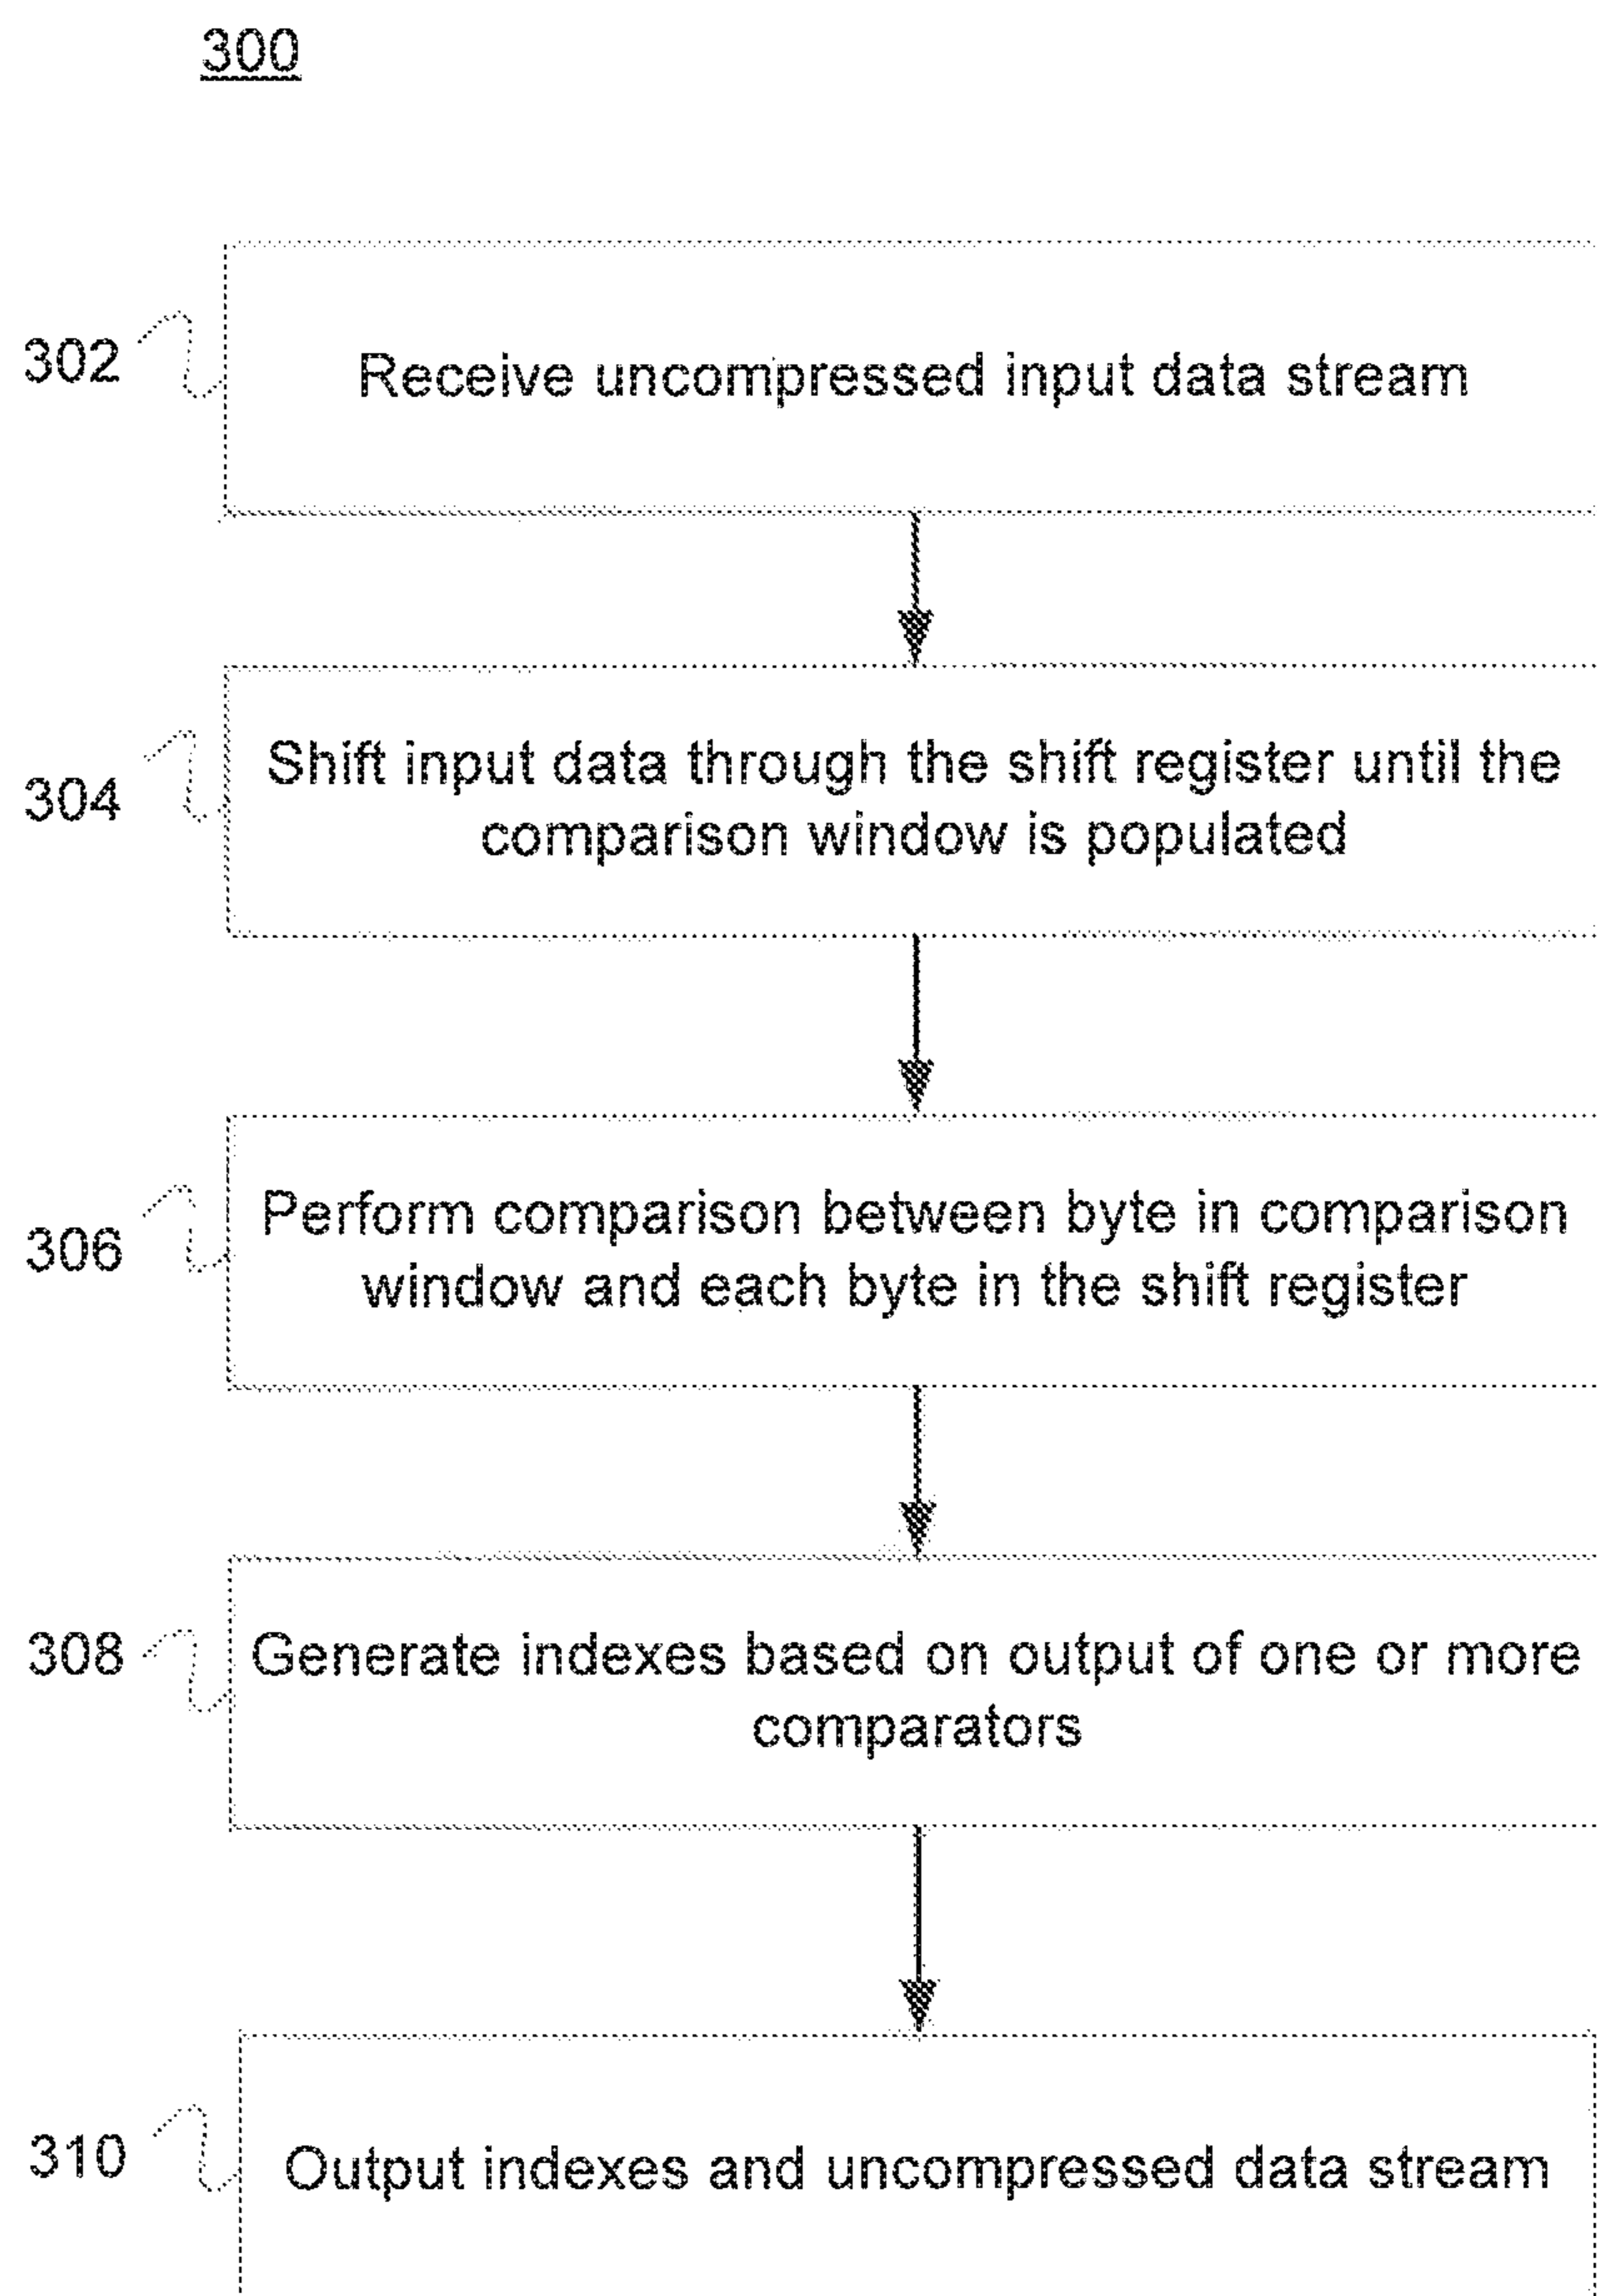 300
302
Receive uncompressed input data stream
304
Shift input data through the shift register until the
comparison window is populated
306
Perform comparison between byte in comparison
window and each byte in the shift register
308
Generate indexes based on output of one or more
comparators
310
Output indexes and uncompressed data stream